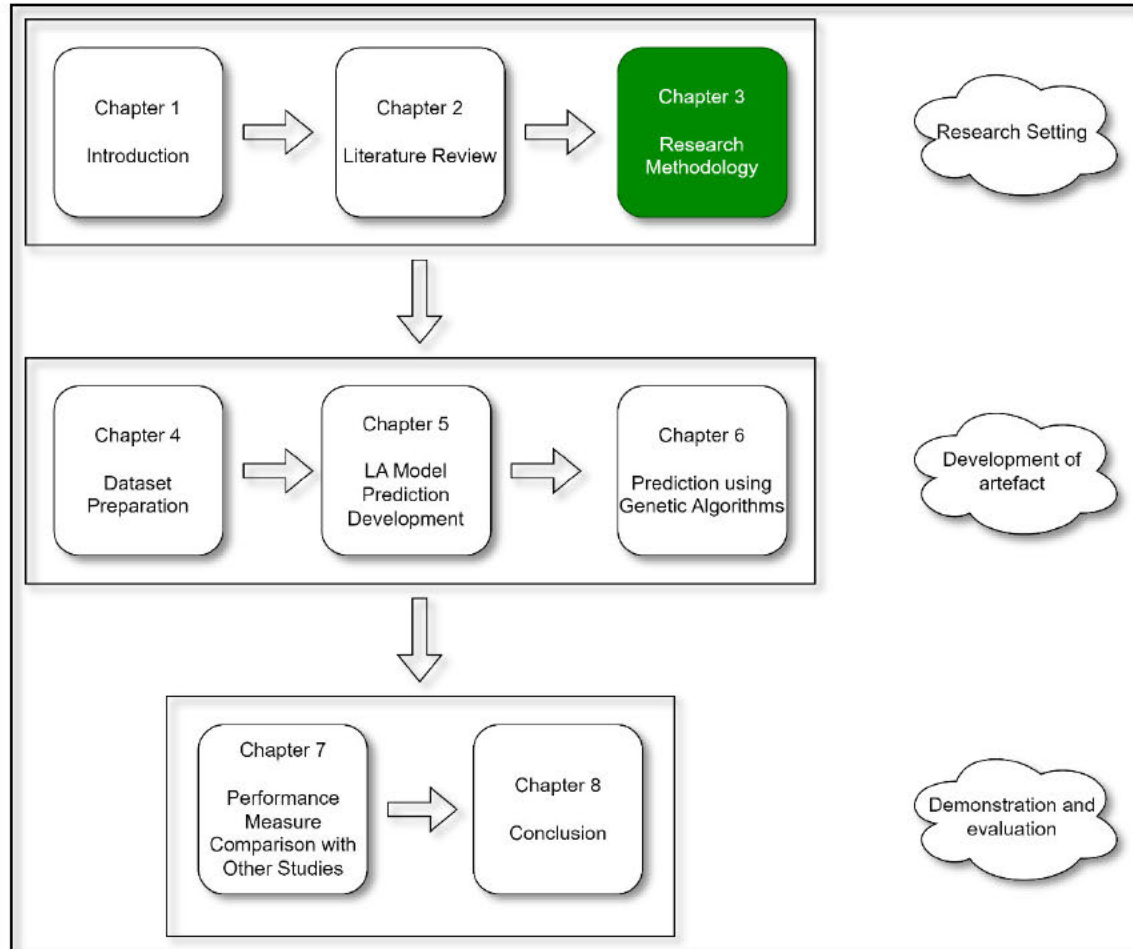 Chapter 1
Introduction
Chapter 2
Literature Review
Chapter 3
Research
Methodology
Research Setting
Chapter 4
Dataset
Preparation
Chapter 5
LA Model
Prediction
Development
Chapter 6
Prediction using
Genetic Algorithms
Development of
artefact
Chapter 7
Performance
Measure
Comparison with
Other Studies
Chapter 8
Conclusion
Demonstration and
evaluation